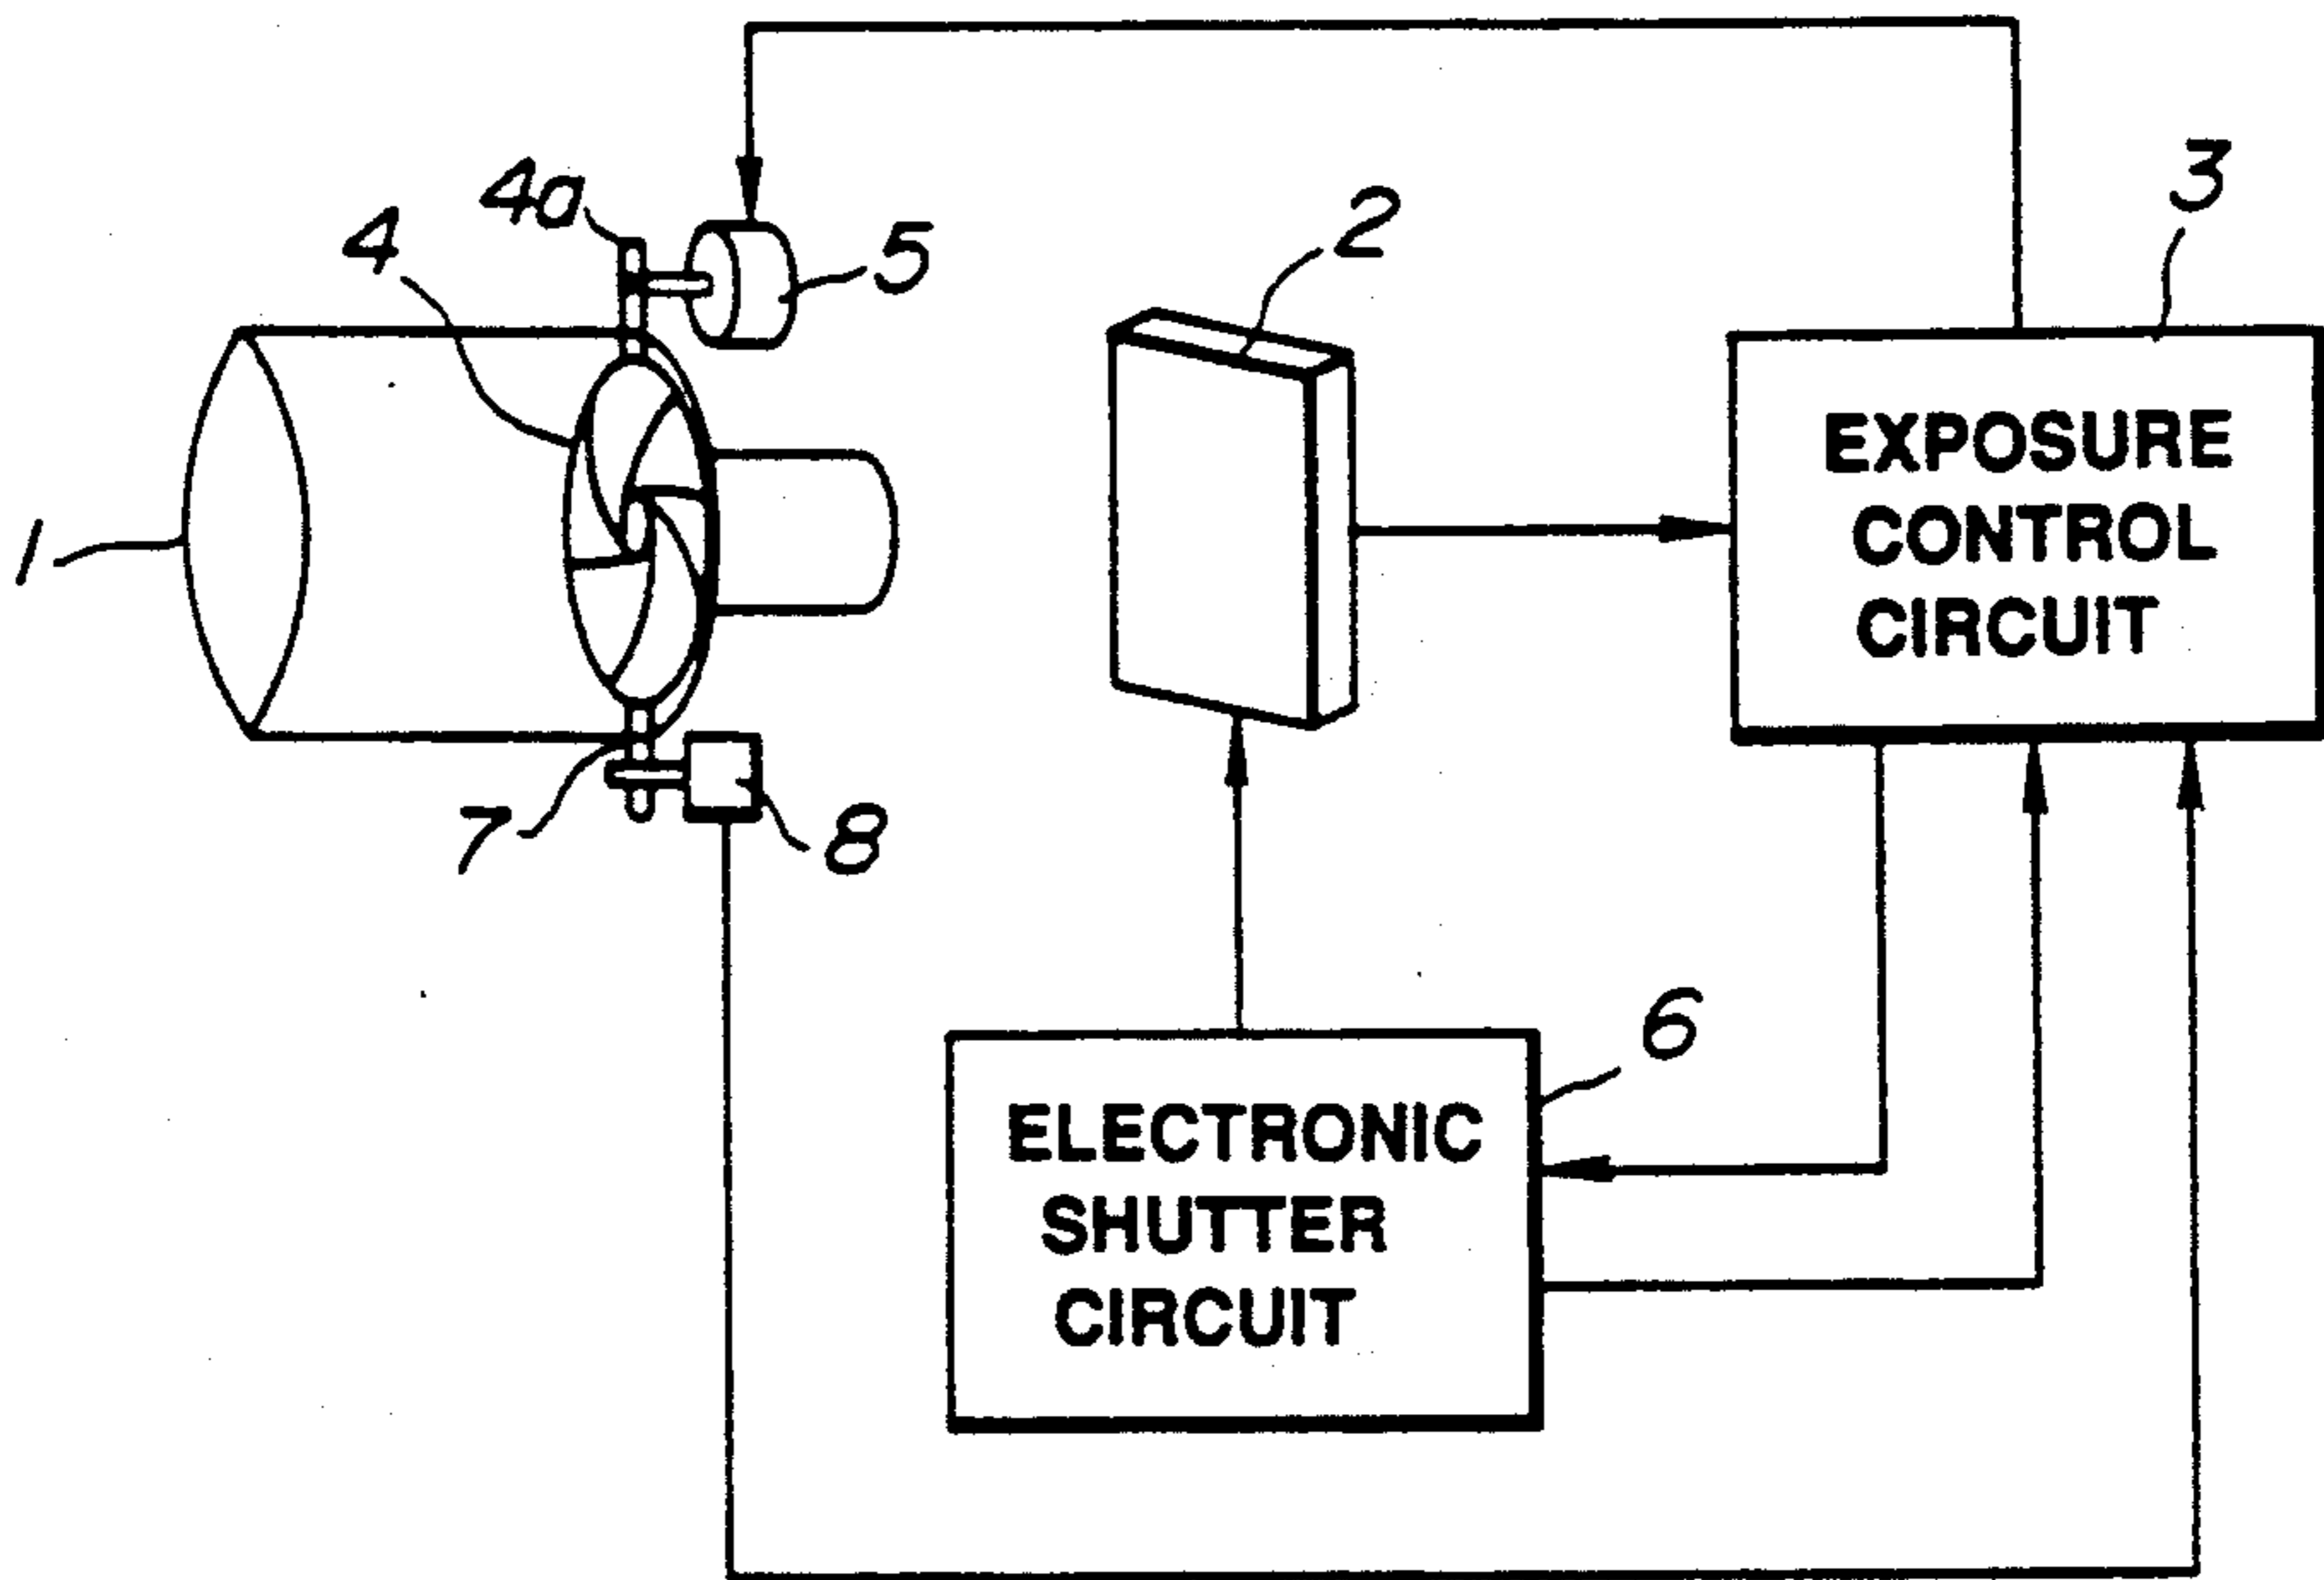 4a
3
2
4
5
EXPOSURE
CONTROL
CIRCUIT
1
7
8
6
ELECTRONIC
SHUTTER
CIRCUIT